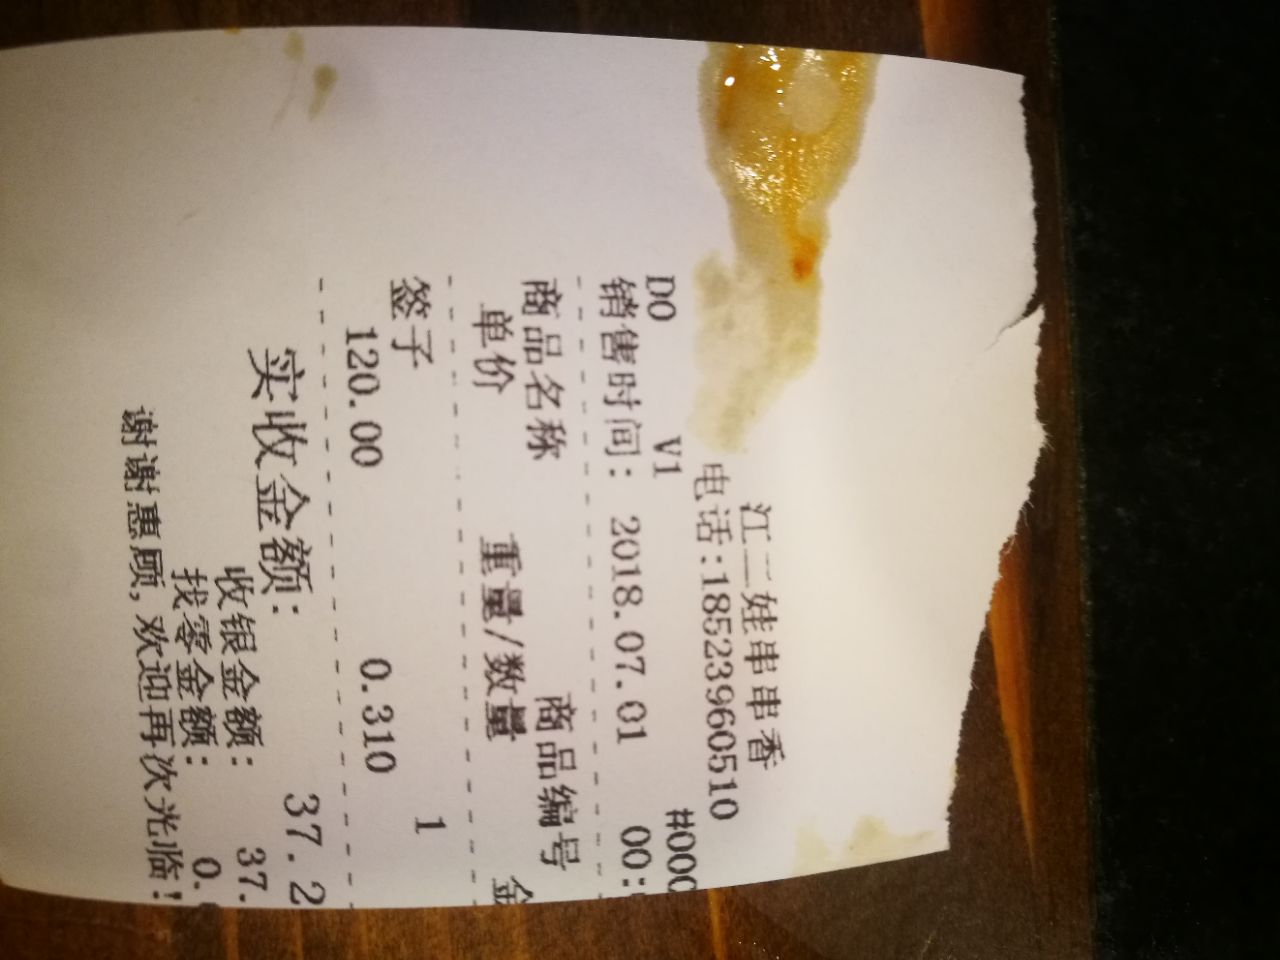 江二娃串串香
电话:18523960510
D0 V1 #000
销售时间: 2018.07.01 00:
商品名称 商品编号
单价 重量/数量 金
签子 1
120.00 0.310
实收金额: 37.2
收银金额: 37.
找零金额: 0.
谢谢惠顾,欢迎再次光临!